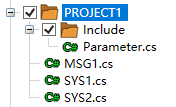 PROJECT1
Include
Parameter.cs
MSG1.cs
SYS1.cs
SYS2.cs